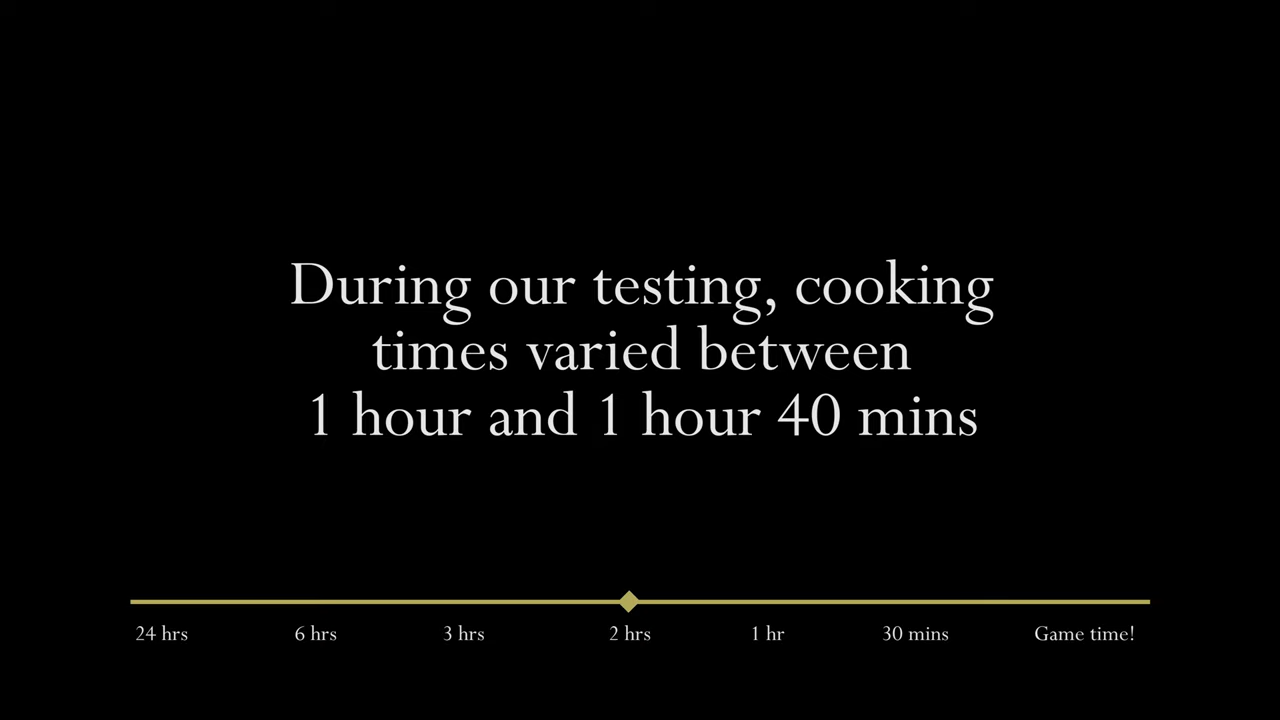 During our testing, cooking
times varied between
1 hour and 1 hour 40 mins
24 hrs 6 hrs 3 hrs 2 hrs 1 hr 30 mins Game time!